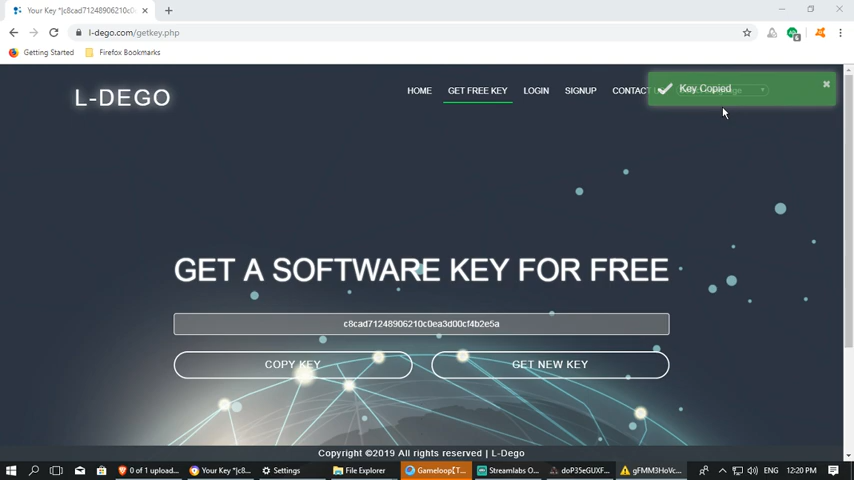 Your Key *|c8cad71248906210c0
l-dego.com/getkey.php
6
Getting Started
Firefox Bookmarks
L-DEGO
HOME
GET FREE KEY
LOGIN
SIGNUP
CONTACT
Key Copied
GET A SOFTWARE KEY FOR FREE
c8cad71248906210c0ea3d00cf4b2e5a
COPY KEY
GET NEW KEY
Copyright ©2019 All rights reserved | L-Dego
0 of 1 upload...
Your Key *|c8...
Settings
File Explorer
Gameloop【T...
Streamlabs O...
doP35eGUXF...
gFMM3HoVc...
ENG
12:20 PM